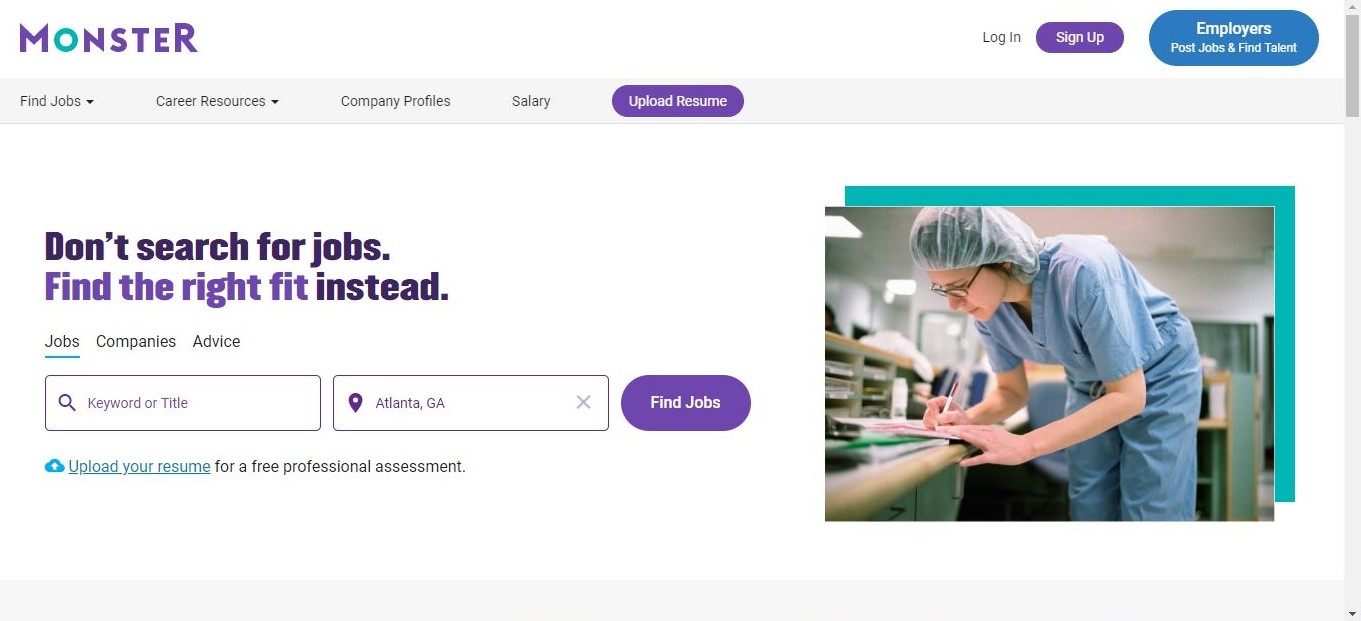 MONSTER
Log In
Sign Up
Employers
Post Jobs & Find Talent
Find Jobs
Career Resources
Company Profiles
Salary
Upload Resume
Don’t search for jobs.
Find the right fit instead.
Jobs Companies Advice
Keyword or Title
Atlanta, GA
Find Jobs
Upload your resume for a free professional assessment.